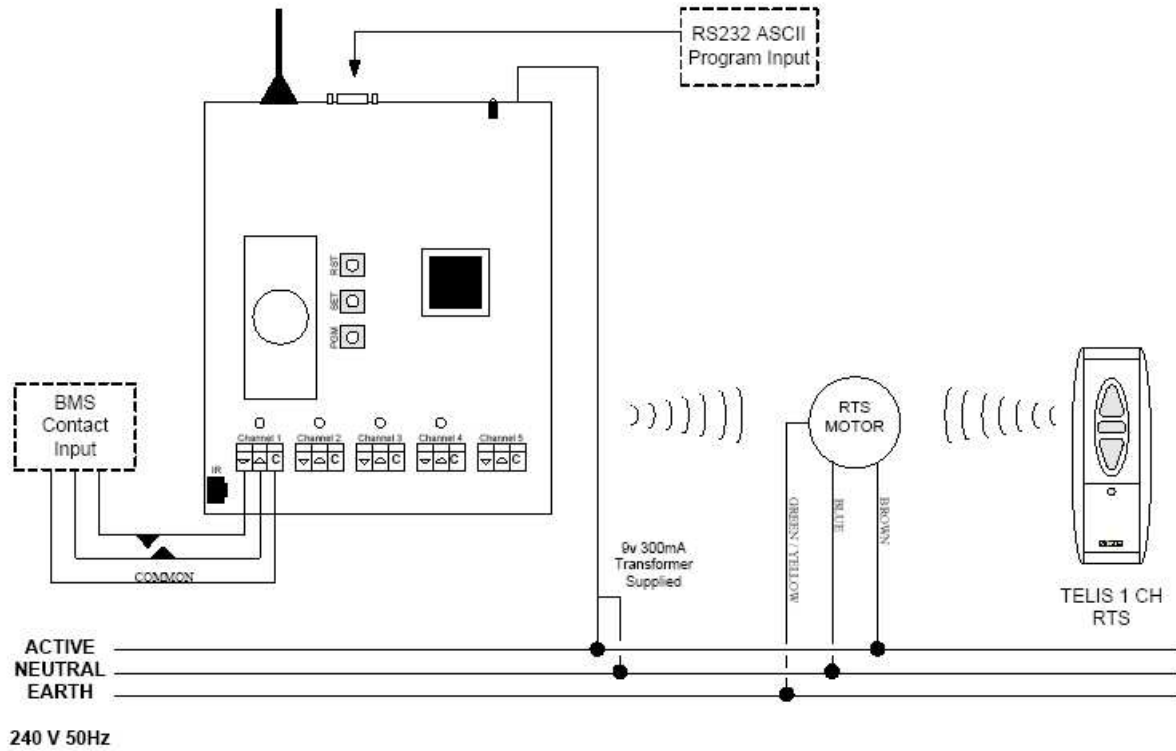 RS232 ASCII
Program Input
RST
SET
PGM
BMS
Contact
Input
Channel 1
Channel 2
Channel 3
Channel 4
Channel 5
C
C
C
C
C
IR
COMMON
RTS
MOTOR
GREEN / YELLOW
BLUE
BROWN
9v 300mA
Transformer
Supplied
TELIS 1 CH
RTS
ACTIVE
NEUTRAL
EARTH
240 V 50Hz